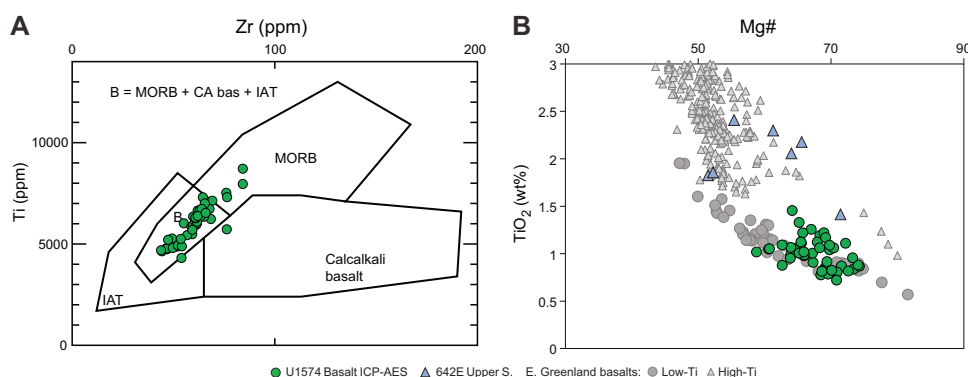 A
Zr (ppm)
0 100 200
B = MORB + CA bas + IAT
MORB
B
Calcalkali
basalt
IAT
Ti (ppm)
10000
5000
0
B
Mg#
30 50 70 90
TiO2 (wt%)
3
2.5
2
1.5
1
0.5
0
U1574 Basalt ICP-AES 642E Upper S. E. Greenland basalts: Low-Ti High-Ti